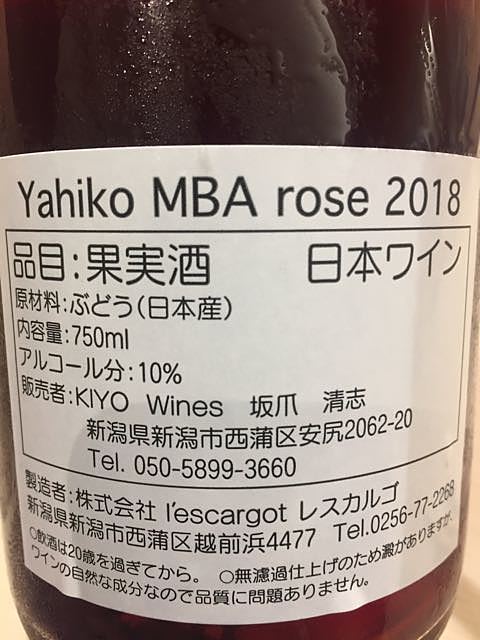 Yahiko MBA rose 2018
品目:果実酒 日本ワイン
原材料:ぶどう(日本産)
内容量:750ml
アルコール分:10%
販売者:KIYO Wines 坂爪 清志
新潟県新潟市西蒲区安尻2062-20
Tel. 050-5899-3660
製造者:株式会社 l'escargot レスカルゴ
新潟県新潟市西蒲区越前浜4477 Tel.0256-77-2268
○飲酒は20歳を過ぎてから。 ○無濾過仕上げのため澱がありますが、
ワインの自然な成分なので品質に問題ありません。